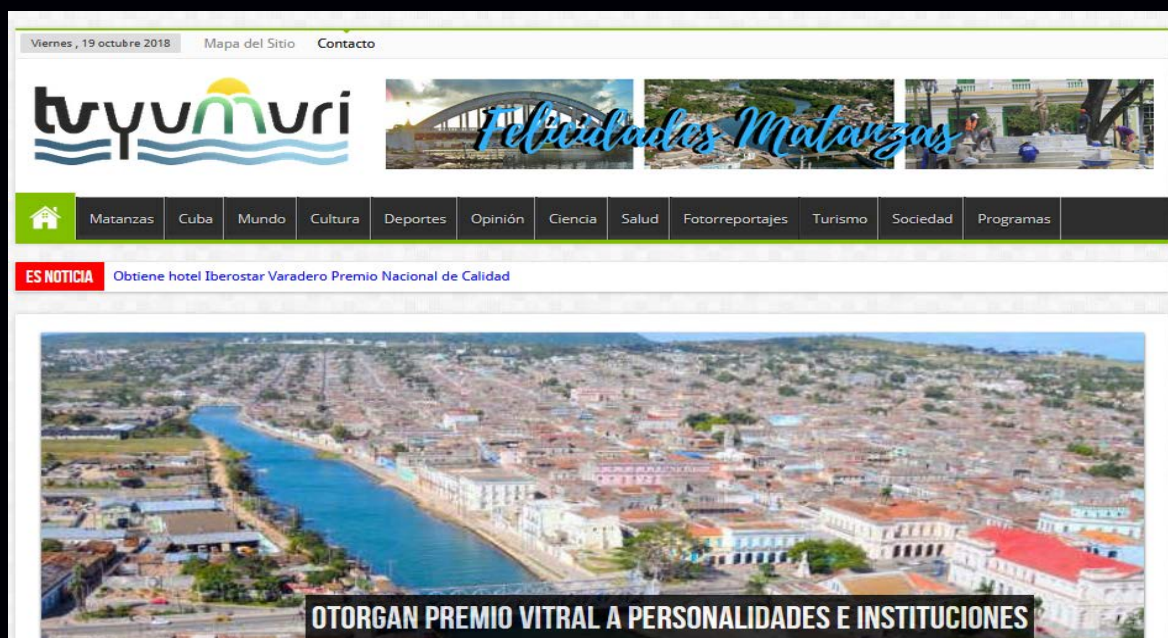 Viernes , 19 octubre 2018 Mapa del Sitio Contacto
tvyumurí
Felicidades Matanzas
Matanzas Cuba Mundo Cultura Deportes Opinión Ciencia Salud Fotorreportajes Turismo Sociedad Programas
ES NOTICIA Obtiene hotel Iberostar Varadero Premio Nacional de Calidad
OTORGAN PREMIO VITRAL A PERSONALIDADES E INSTITUCIONES